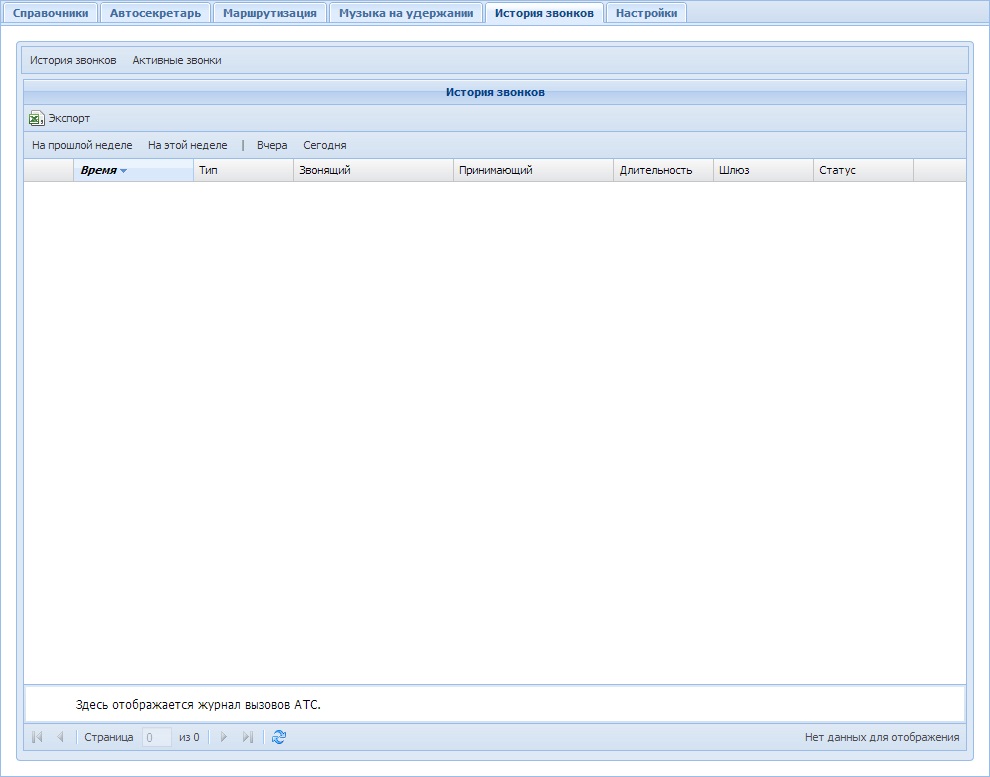 Справочники Автосекретарь Маршрутизация Музыка на удержании История звонков Настройки
История звонков Активные звонки
История звонков
Экспорт
На прошлой неделе На этой неделе | Вчера Сегодня
Время Тип Звонящий Принимающий Длительность Шлюз Статус
Здесь отображается журнал вызовов АТС.
Страница 0 из 0 Нет данных для отображения